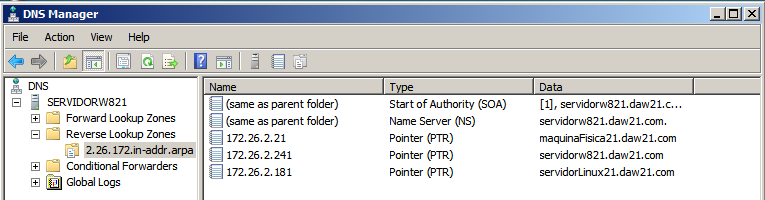 DNS Manager
File Action View Help
DNS
SERVIDORW821
Forward Lookup Zones
Reverse Lookup Zones
2.26.172.in-addr.arpa
Conditional Forwarders
Global Logs
Name Type Data
(same as parent folder) Start of Authority (SOA) [1], servidorw821.daw21.c...
(same as parent folder) Name Server (NS) servidorw821.daw21.com.
172.26.2.21 Pointer (PTR) maquinaFisica21.daw21.com
172.26.2.241 Pointer (PTR) servidorw821.daw21.com
172.26.2.181 Pointer (PTR) servidorLinux21.daw21.com